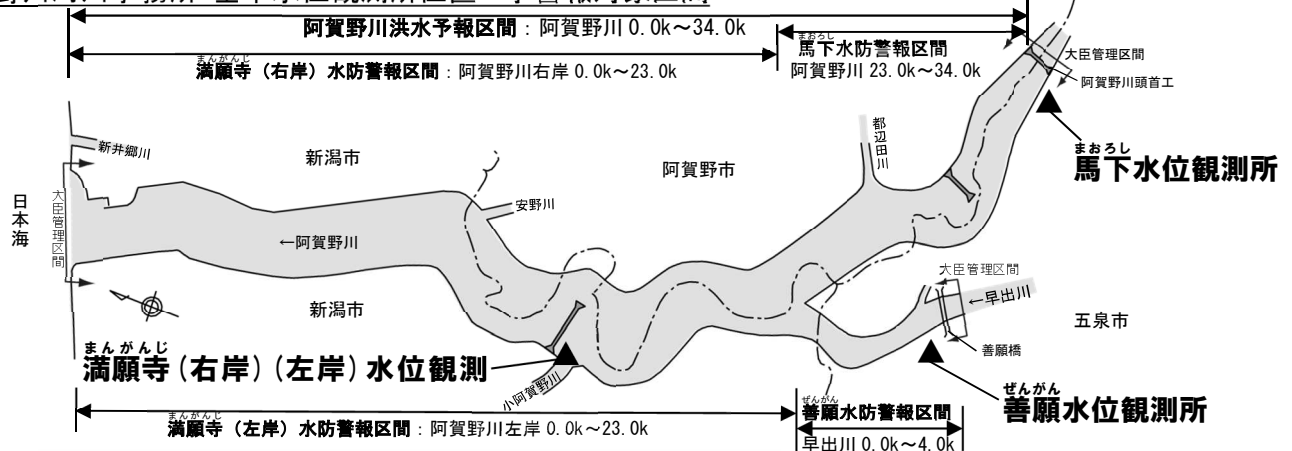 阿賀野川洪水予報区間：阿賀野川 0.0k～34.0k
まんがんじ
満願寺（右岸）水防警報区間：阿賀野川右岸 0.0k～23.0k
まおろし
馬下水防警報区間
阿賀野川 23.0k～34.0k
大臣管理区間
阿賀野川頭首工
まおろし
馬下水位観測所
新井郷川
新潟市
阿賀野市
都辺田川
安野川
日本海
大臣管理区間
←阿賀野川
新潟市
大臣管理区間
←早出川
五泉市
善願橋
まんがんじ
満願寺（右岸）（左岸）水位観測
小阿賀野川
ぜんがん
善願水位観測所
まんがんじ
満願寺（左岸）水防警報区間：阿賀野川左岸 0.0k～23.0k
ぜんがん
善願水防警報区間
早出川 0.0k～4.0k